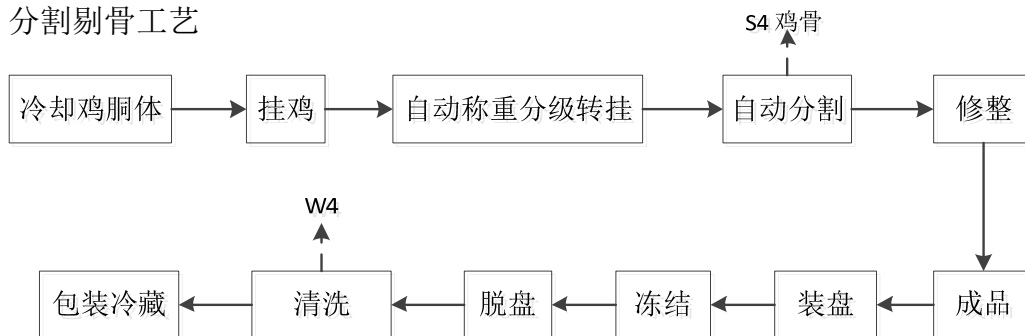 分割剔骨工艺
S4 鸡骨
冷却鸡胴体
挂鸡
自动称重分级转挂
自动分割
修整
W4
包装冷藏
清洗
脱盘
冻结
装盘
成品